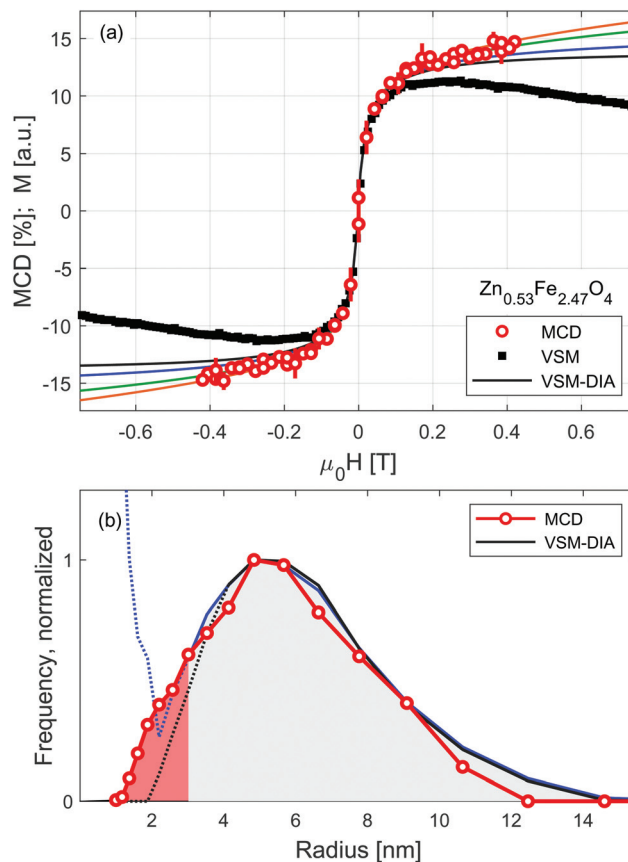 (a)
15
10
5
0
-5
-10
-15
MCD [%]; M [a.u.]
Zn0.53Fe2.47O4
MCD
VSM
VSM-DIA
-0.6 -0.4 -0.2 0 0.2 0.4 0.6
μ0H [T]
(b)
MCD
VSM-DIA
1
0
Frequency, normalized
2 4 6 8 10 12 14
Radius [nm]